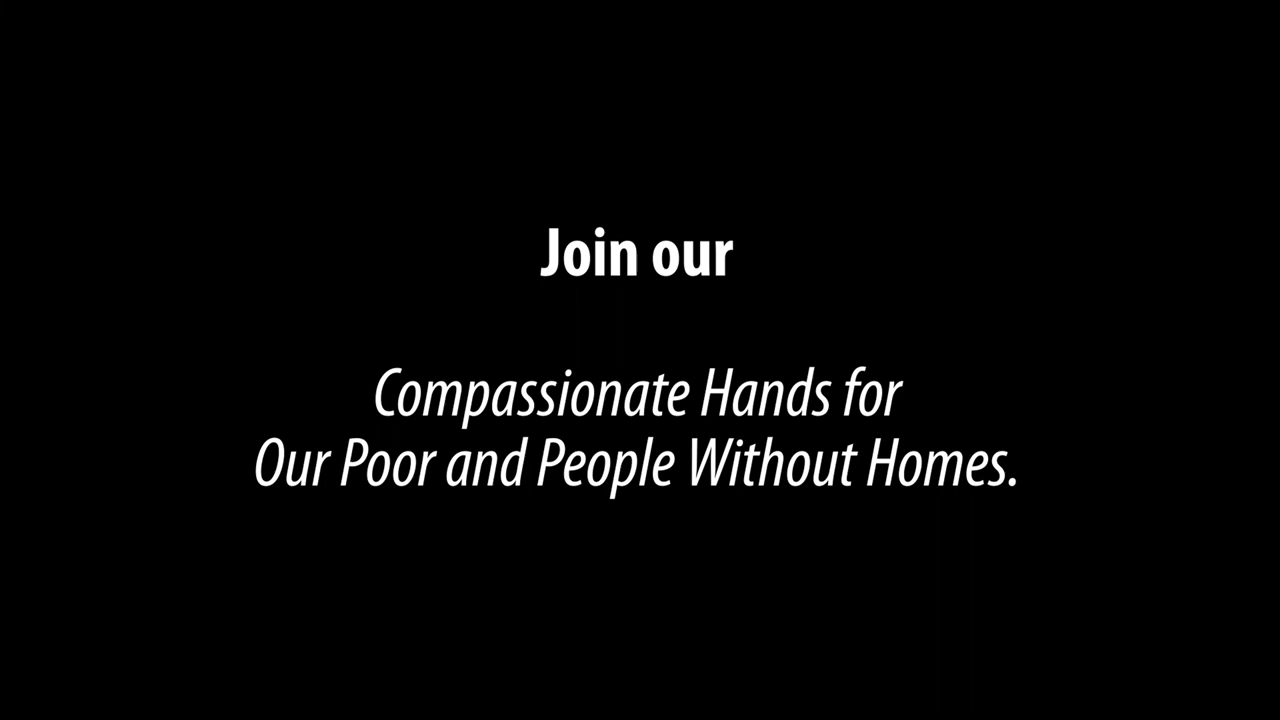 Join our
Compassionate Hands for
Our Poor and People Without Homes.